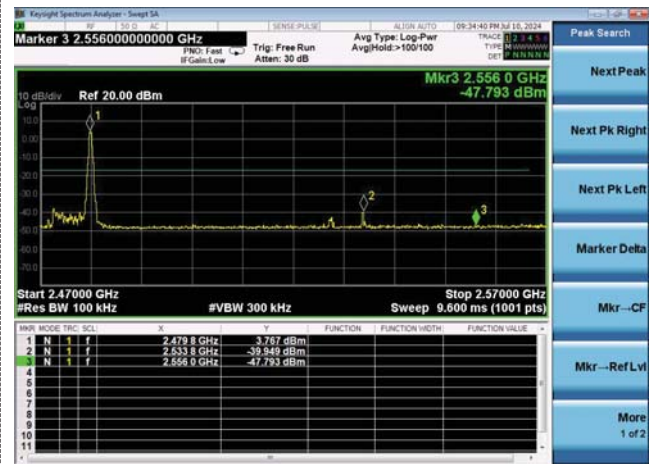 Keysight Spectrum Analyzer - Swept SA
RF 50 Ω AC SENSE:PULSE ALIGN AUTO 09:34:40 PM Jul 10, 2024
Marker 3 2.556000000000 GHz
PNO: Fast
IFGain:Low
Trig: Free Run
Atten: 30 dB
Avg Type: Log-Pwr
Avg|Hold:>100/100
TRACE 1 2 3 4 5 6
TYPE M WWWWW
DET P NNNNN
Peak Search
Mkr3 2.556 0 GHz
-47.793 dBm
10 dB/div Ref 20.00 dBm
Log
10.0
0.00
-10.0
-20.0
-30.0
-40.0
-50.0
-60.0
-70.0
1
2
3
Start 2.47000 GHz
Stop 2.57000 GHz
#Res BW 100 kHz
#VBW 300 kHz
Sweep 9.600 ms (1001 pts)
MKR MODE TRC SCL X Y FUNCTION FUNCTION WIDTH FUNCTION VALUE
1 N 1 f 2.479 8 GHz 3.767 dBm
2 N 1 f 2.533 8 GHz -39.949 dBm
3 N 1 f 2.556 0 GHz -47.793 dBm
4
5
6
7
8
9
10
11
Next Peak
Next Pk Right
Next Pk Left
Marker Delta
Mkr→CF
Mkr→Ref Lvl
More
1 of 2